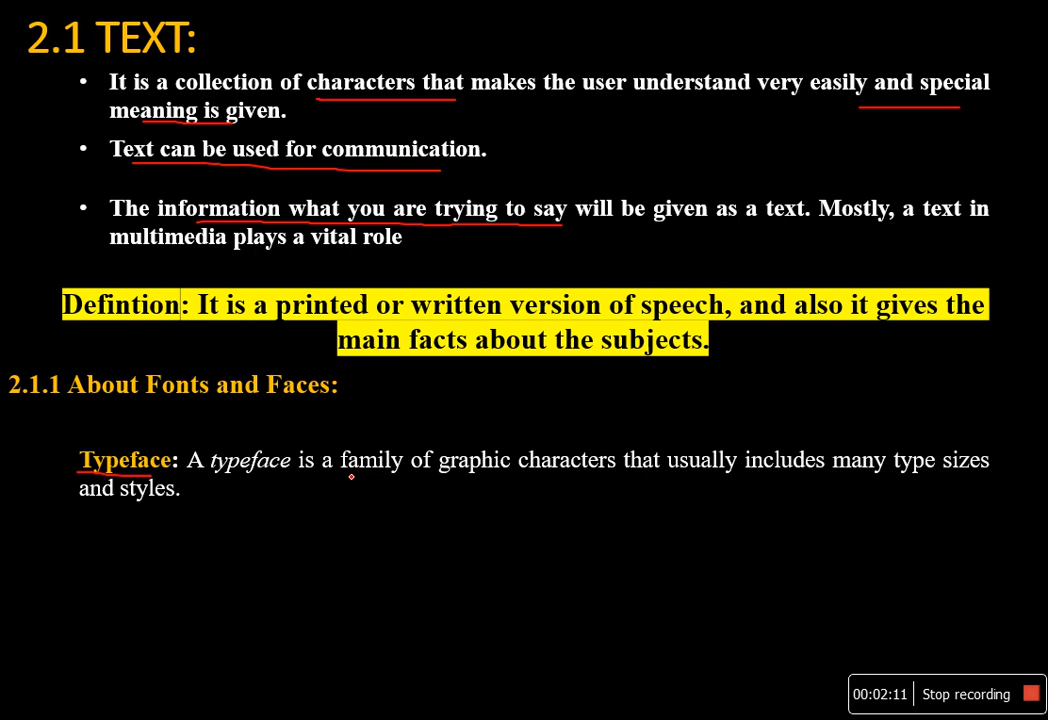 2.1 TEXT:
• It is a collection of characters that makes the user understand very easily and special
meaning is given.
• Text can be used for communication.
• The information what you are trying to say will be given as a text. Mostly, a text in
multimedia plays a vital role
Defintion: It is a printed or written version of speech, and also it gives the
main facts about the subjects.
2.1.1 About Fonts and Faces:
Typeface: A typeface is a family of graphic characters that usually includes many type sizes
and styles.
00:02:11 Stop recording